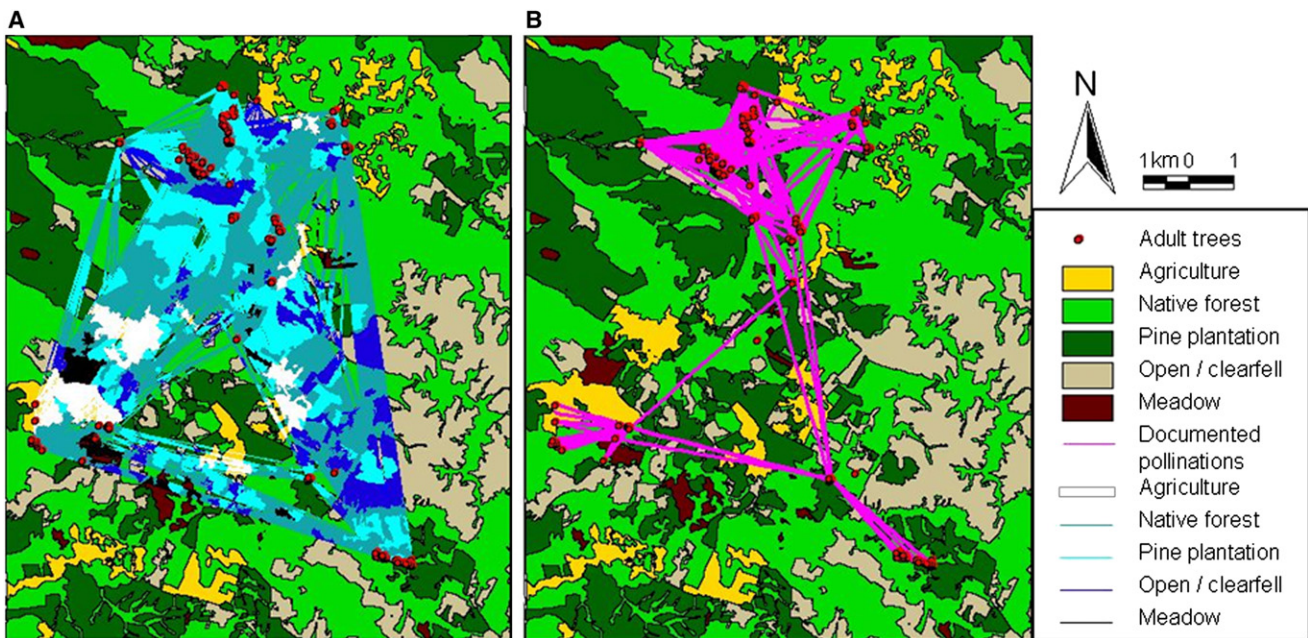 A
B
N
1km 0 1
Adult trees
Agriculture
Native forest
Pine plantation
Open / clearfell
Meadow
Documented
pollinations
Agriculture
Native forest
Pine plantation
Open / clearfell
Meadow